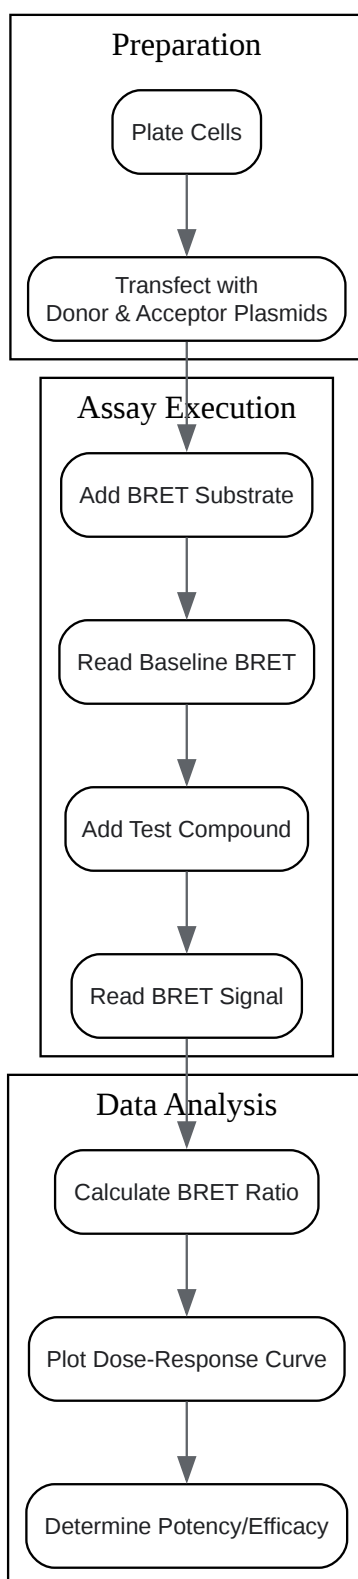 Preparation
Plate Cells
Transfect with
Donor & Acceptor Plasmids
Assay Execution
Add BRET Substrate
Read Baseline BRET
Add Test Compound
Read BRET Signal
Data Analysis
Calculate BRET Ratio
Plot Dose-Response Curve
Determine Potency/Efficacy